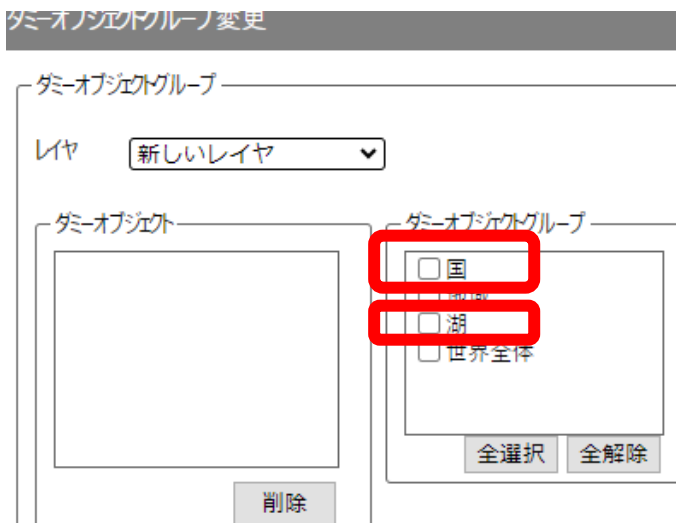 ダミーオブジェクトグループ変更
ダミーオブジェクトグループ
レイヤ 新しいレイヤ
ダミーオブジェクト
ダミーオブジェクトグループ
国
湖
世界全体
全選択 全解除
削除